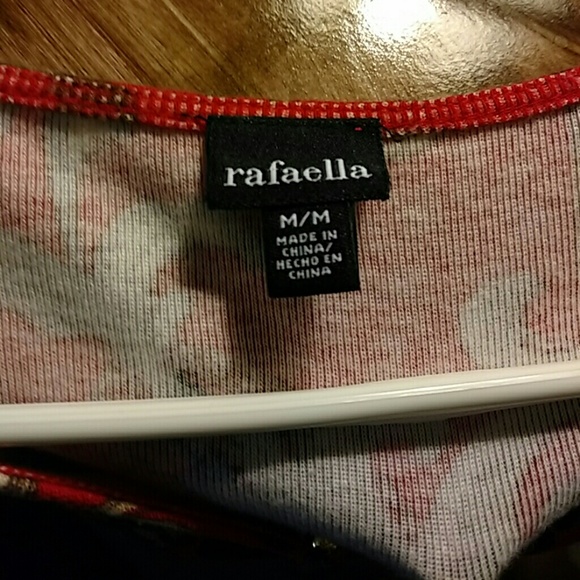 rafaella
M/M
MADE IN
CHINA/
HECHO EN
CHINA